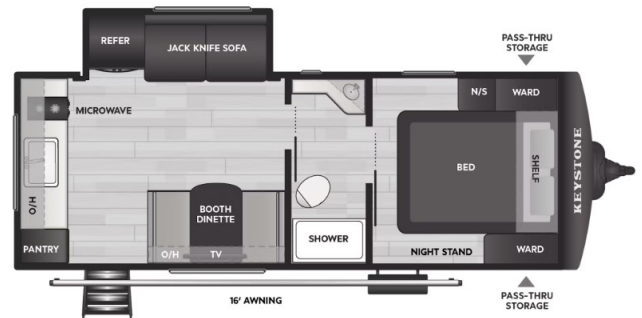 REFER
JACK KNIFE SOFA
PASS-THRU
STORAGE
MICROWAVE
N/S
WARD
BED
SHELF
KEYSTONE
H/O
BOOTH
DINETTE
PANTRY
O/H
TV
SHOWER
NIGHT STAND
WARD
16' AWNING
PASS-THRU
STORAGE